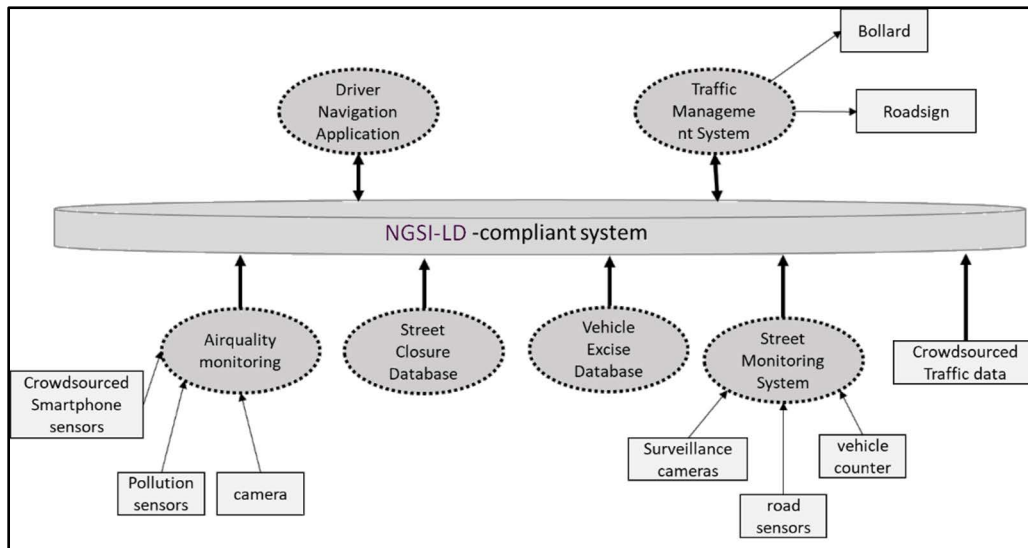 Bollard
Driver
Navigation
Application
Traffic
Manageme
nt System
Roadsign
NGSI-LD -compliant system
Airquality
monitoring
Street
Closure
Database
Vehicle
Excise
Database
Street
Monitoring
System
Crowdsourced
Traffic data
Crowdsourced
Smartphone
sensors
Pollution
sensors
camera
Surveillance
cameras
road
sensors
vehicle
counter